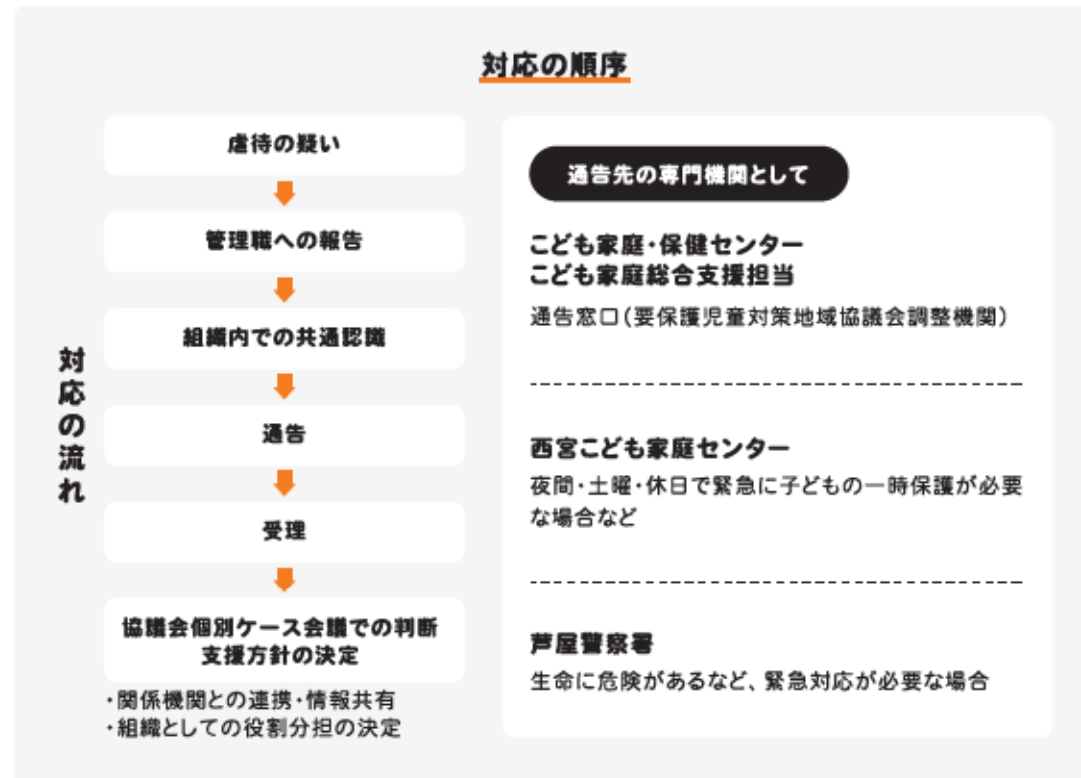 対応の順序
対応の流れ
虐待の疑い
管理職への報告
組織内での共通認識
通告
受理
協議会個別ケース会議での判断
支援方針の決定
・関係機関との連携・情報共有
・組織としての役割分担の決定
通告先の専門機関として
こども家庭・保健センター
こども家庭総合支援担当
通告窓口(要保護児童対策地域協議会調整機関)
西宮こども家庭センター
夜間・土曜・休日で緊急に子どもの一時保護が必要
な場合など
芦屋警察署
生命に危険があるなど、緊急対応が必要な場合